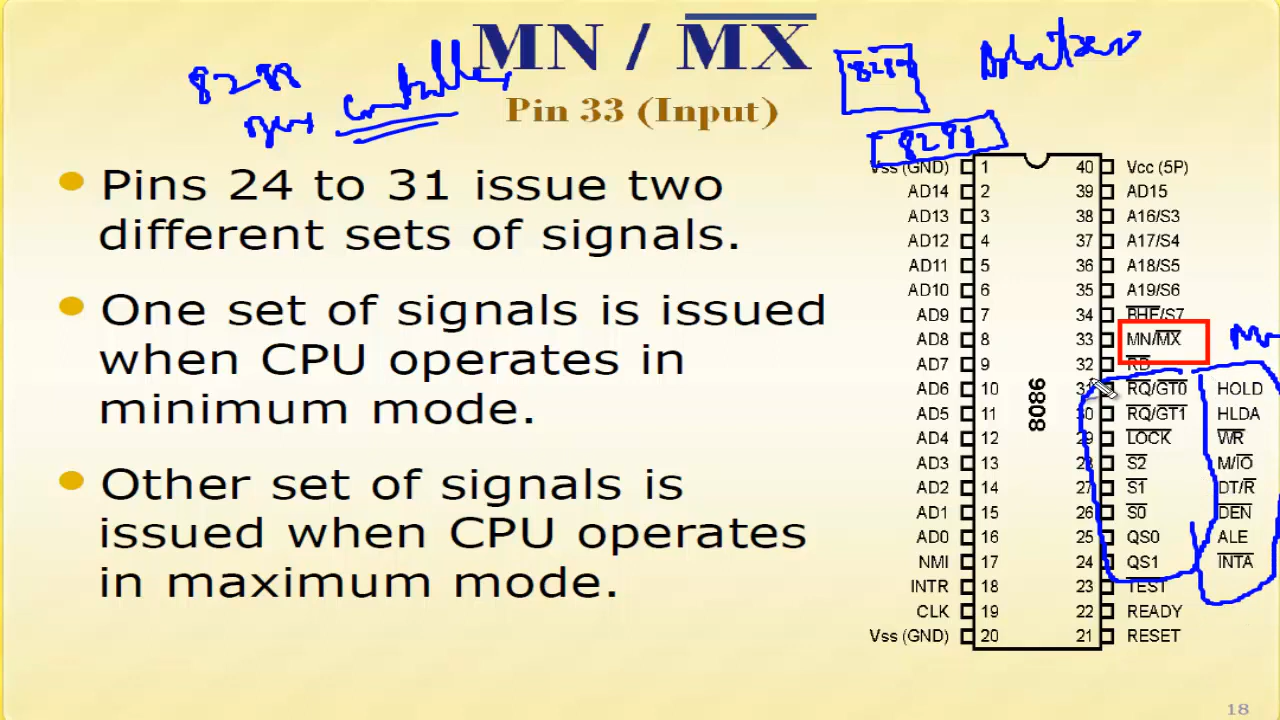 MN / MX
8288
8289
Pin 33 (Input)
• Pins 24 to 31 issue two
different sets of signals.
• One set of signals is issued
when CPU operates in
minimum mode.
• Other set of signals is
issued when CPU operates
in maximum mode.
Vss (GND) 1 40 Vcc (5P)
AD14 2 39 AD15
AD13 3 38 A16/S3
AD12 4 37 A17/S4
AD11 5 36 A18/S5
AD10 6 35 A19/S6
AD9 7 34 BHE/S7
AD8 8 33 MN/MX
AD7 9 32 RD
AD6 10 31 RQ/GT0 HOLD
AD5 11 30 RQ/GT1 HLDA
AD4 12 29 LOCK WR
AD3 13 28 S2 M/IO
AD2 14 27 S1 DT/R
AD1 15 26 S0 DEN
AD0 16 25 QS0 ALE
NMI 17 24 QS1 INTA
INTR 18 23 TEST
CLK 19 22 READY
Vss (GND) 20 21 RESET
8086
18